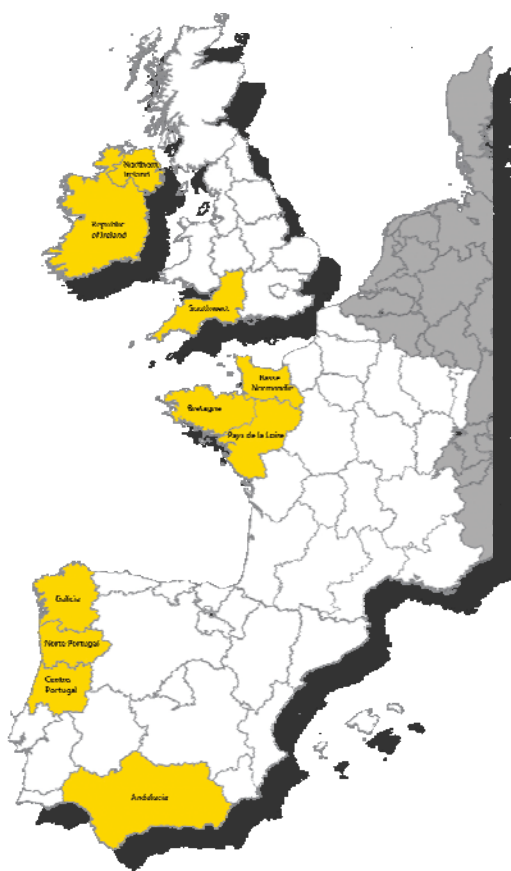 Northern
Ireland
Republic
of Ireland
Southwest
Basse
Normandie
Bretagne
Pays de la Loire
Galicia
Norte Portugal
Centro
Portugal
Andalucia